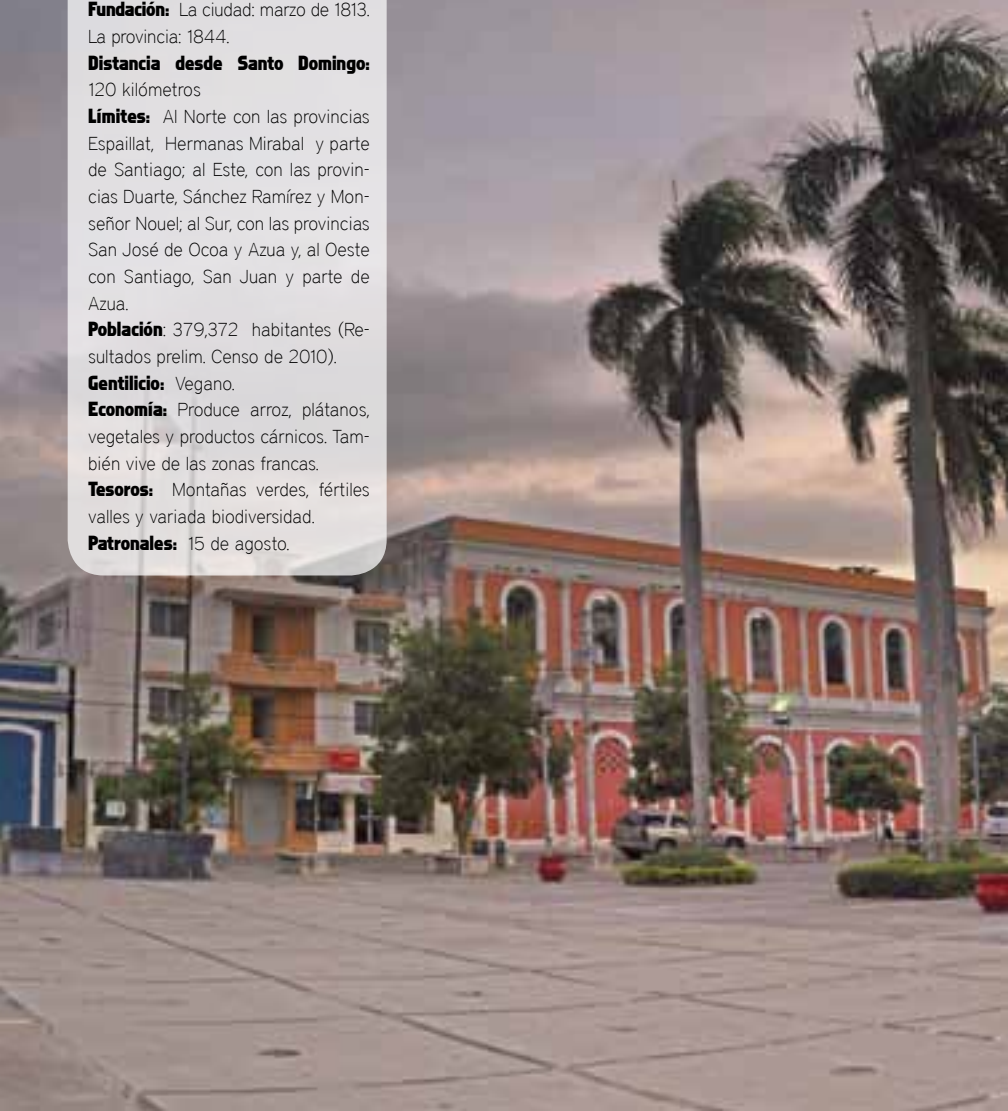 Fundación: La ciudad: marzo de 1813.
La provincia: 1844.
Distancia desde Santo Domingo:
120 kilómetros
Límites: Al Norte con las provincias
Espaillat, Hermanas Mirabal y parte
de Santiago; al Este, con las provin-
cias Duarte, Sánchez Ramírez y Mon-
señor Nouel; al Sur, con las provincias
San José de Ocoa y Azua y, al Oeste
con Santiago, San Juan y parte de
Azua.
Población: 379,372 habitantes (Re-
sultados prelim. Censo de 2010).
Gentilicio: Vegano.
Economía: Produce arroz, plátanos,
vegetales y productos cárnicos. Tam-
bién vive de las zonas francas.
Tesoros: Montañas verdes, fértiles
valles y variada biodiversidad.
Patronales: 15 de agosto.